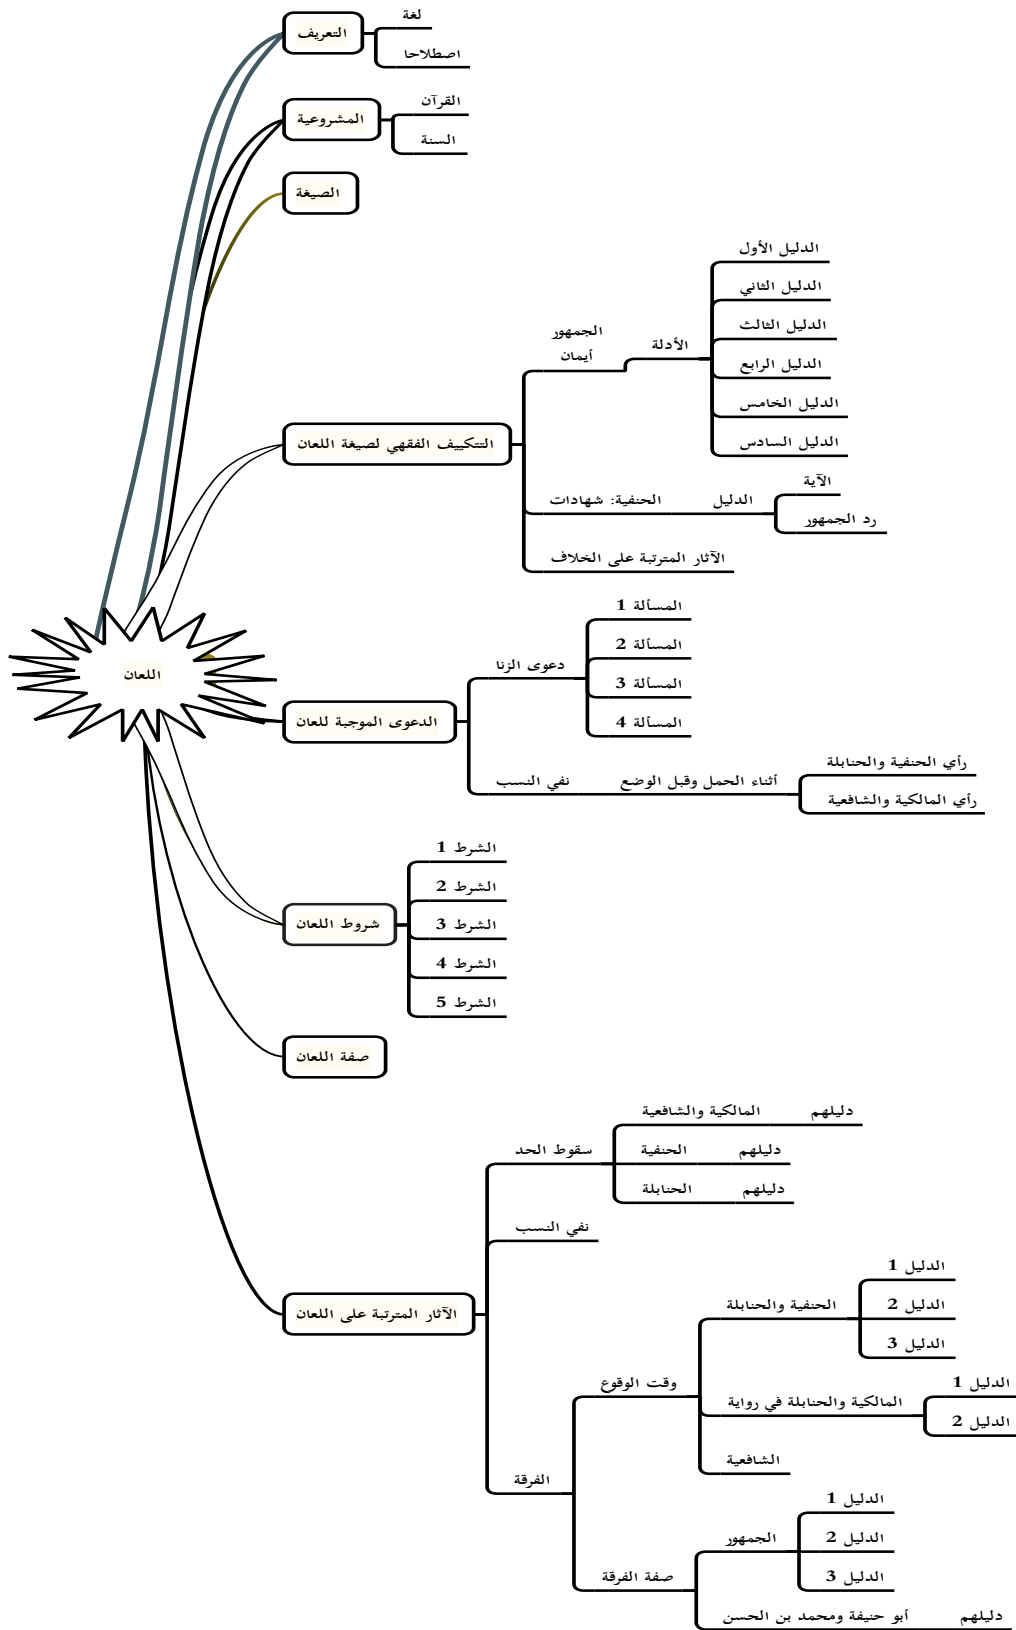 لغة
التعريف
اصطلاحا
القرآن
المشروعية
السنة
الصيغة
الدليل الأول
الدليل الثاني
الدليل الثالث
الجمهور
أيمان
الأدلة
الدليل الرابع
الدليل الخامس
الدليل السادس
التتكييف الفقهي لصيغة اللعان
الآية
الحنفية: شهادات
الدليل
رد الجمهور
الآثار المترتبة على الخلاف
المسألة 1
المسألة 2
دعوى الزنا
المسألة 3
المسألة 4
اللعان
الدعوى الموجبة للعان
رأي الحنفية والحنابلة
نفي النسب
أثناء الحمل وقبل الوضع
رأي المالكية والشافعية
الشرط 1
الشرط 2
شروط اللعان
الشرط 3
الشرط 4
الشرط 5
صفة اللعان
المالكية والشافعية
دليلهم
سقوط الحد
الحنفية
دليلهم
الحنابلة
دليلهم
نفي النسب
الآثار المترتبة على اللعان
الدليل 1
الحنفية والحنابلة
الدليل 2
الدليل 3
وقت الوقوع
الدليل 1
المالكية والحنابلة في رواية
الدليل 2
الشافعية
الفرقة
الدليل 1
الجمهور
الدليل 2
الدليل 3
صفة الفرقة
أبو حنيفة ومحمد بن الحسن
دليلهم